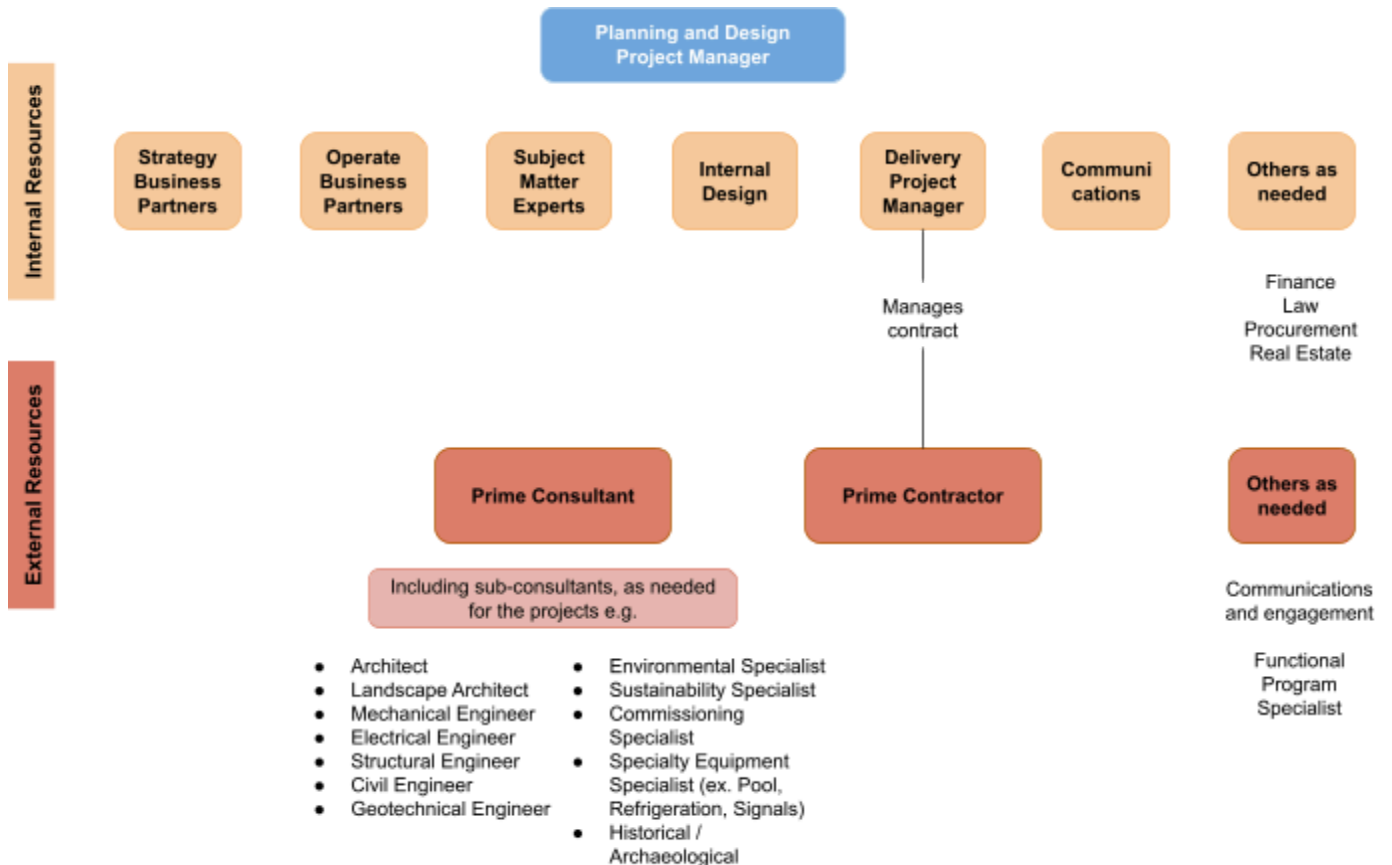 Planning and Design
Project Manager
Internal Resources
Strategy
Business
Partners
Operate
Business
Partners
Subject
Matter
Experts
Internal
Design
Delivery
Project
Manager
Communi
cations
Others as
needed
Manages
contract
Finance
Law
Procurement
Real Estate
External Resources
Prime Consultant
Prime Contractor
Others as
needed
Including sub-consultants, as needed
for the projects e.g.
● Architect
● Landscape Architect
● Mechanical Engineer
● Electrical Engineer
● Structural Engineer
● Civil Engineer
● Geotechnical Engineer
● Environmental Specialist
● Sustainability Specialist
● Commissioning
Specialist
● Specialty Equipment
Specialist (ex. Pool,
Refrigeration, Signals)
● Historical /
Archaeological
Communications
and engagement
Functional
Program
Specialist